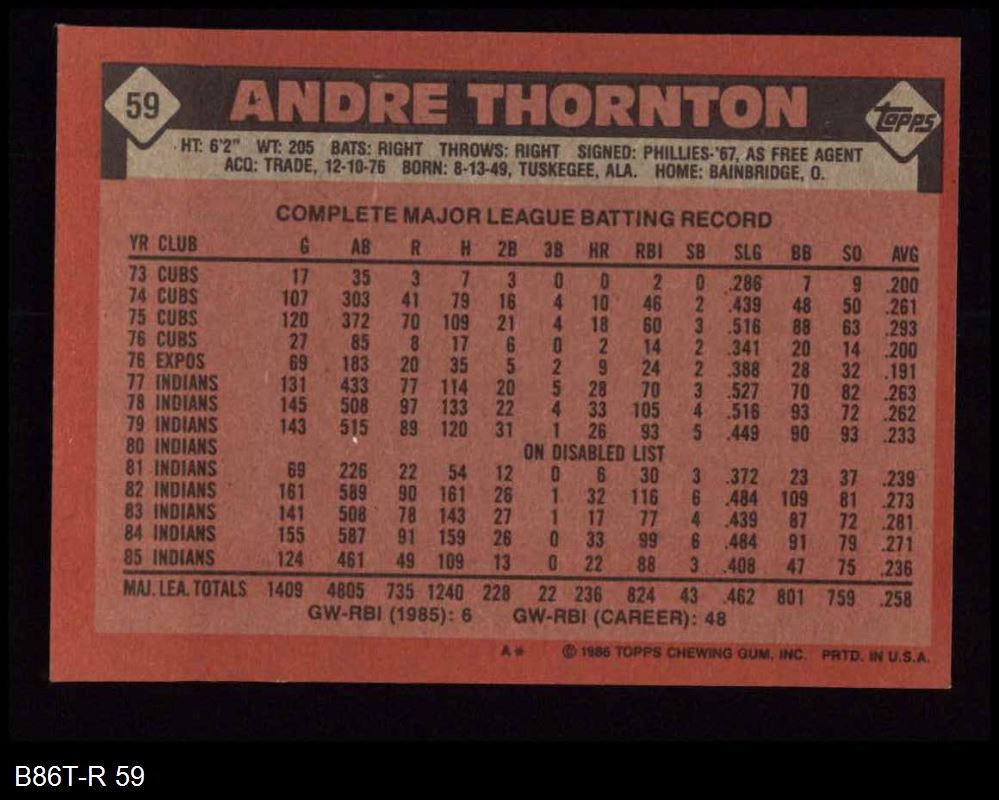 59 ANDRE THORNTON Topps
HT: 6'2" WT: 205 BATS: RIGHT THROWS: RIGHT SIGNED: PHILLIES-'67, AS FREE AGENT
ACQ: TRADE, 12-10-76 BORN: 8-13-49, TUSKEGEE, ALA. HOME: BAINBRIDGE, O.
COMPLETE MAJOR LEAGUE BATTING RECORD
YR CLUB G AB R H 2B 3B HR RBI SB SLG BB SO AVG
73 CUBS 17 35 3 7 3 0 0 2 0 .286 7 9 .200
74 CUBS 107 303 41 79 16 4 10 46 2 .439 48 50 .261
75 CUBS 120 372 70 109 21 4 18 60 3 .516 88 63 .293
76 CUBS 27 85 8 17 6 0 2 14 2 .341 20 14 .200
76 EXPOS 69 183 20 35 5 2 9 24 2 .388 28 32 .191
77 INDIANS 131 433 77 114 20 5 28 70 3 .527 70 82 .263
78 INDIANS 145 508 97 133 22 4 33 105 4 .516 93 72 .262
79 INDIANS 143 515 89 120 31 1 26 93 5 .449 90 93 .233
80 INDIANS ON DISABLED LIST
81 INDIANS 69 226 22 54 12 0 6 30 3 .372 23 37 .239
82 INDIANS 161 589 90 161 26 1 32 116 6 .484 109 81 .273
83 INDIANS 141 508 78 143 27 1 17 77 4 .439 87 72 .281
84 INDIANS 155 587 91 159 26 0 33 99 6 .484 91 79 .271
85 INDIANS 124 461 49 109 13 0 22 88 3 .408 47 75 .236
MAJ. LEA. TOTALS 1409 4805 735 1240 228 22 236 824 43 .462 801 759 .258
GW-RBI (1985): 6 GW-RBI (CAREER): 48
A* © 1986 TOPPS CHEWING GUM, INC. PRTD. IN U.S.A.
B86T-R 59